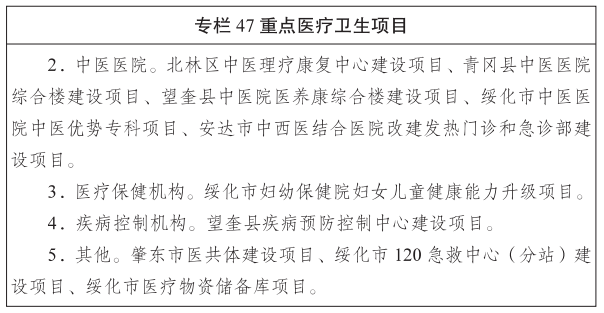 专栏 47 重点医疗卫生项目
2. 中医医院。北林区中医理疗康复中心建设项目、青冈县中医医院
综合楼建设项目、望奎县中医院医养康综合楼建设项目、绥化市中医医
院中医优势专科项目、安达市中西医结合医院改建发热门诊和急诊部建
设项目。
3. 医疗保健机构。绥化市妇幼保健院妇女儿童健康能力升级项目。
4. 疾病控制机构。望奎县疾病预防控制中心建设项目。
5. 其他。肇东市医共体建设项目、绥化市 120 急救中心（分站）建
设项目、绥化市医疗物资储备库项目。